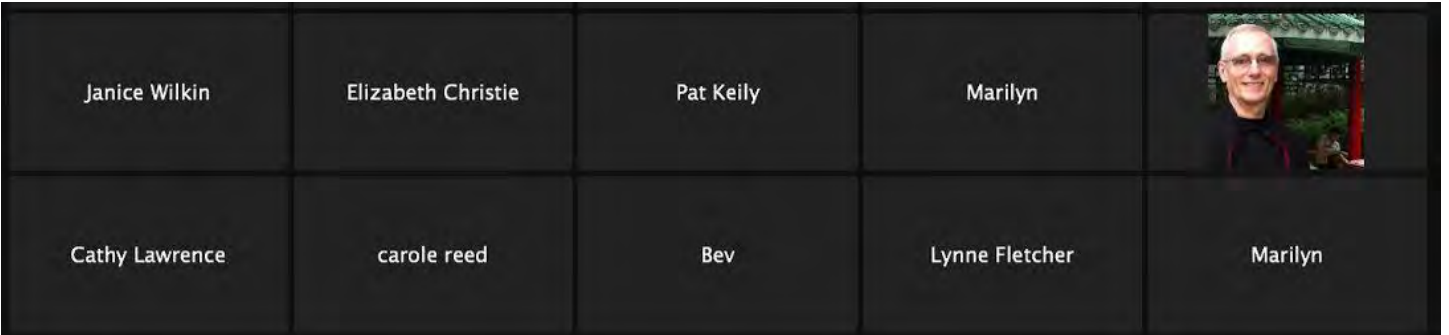 Janice Wilkin
Elizabeth Christie
Pat Keily
Marilyn
Cathy Lawrence
carole reed
Bev
Lynne Fletcher
Marilyn